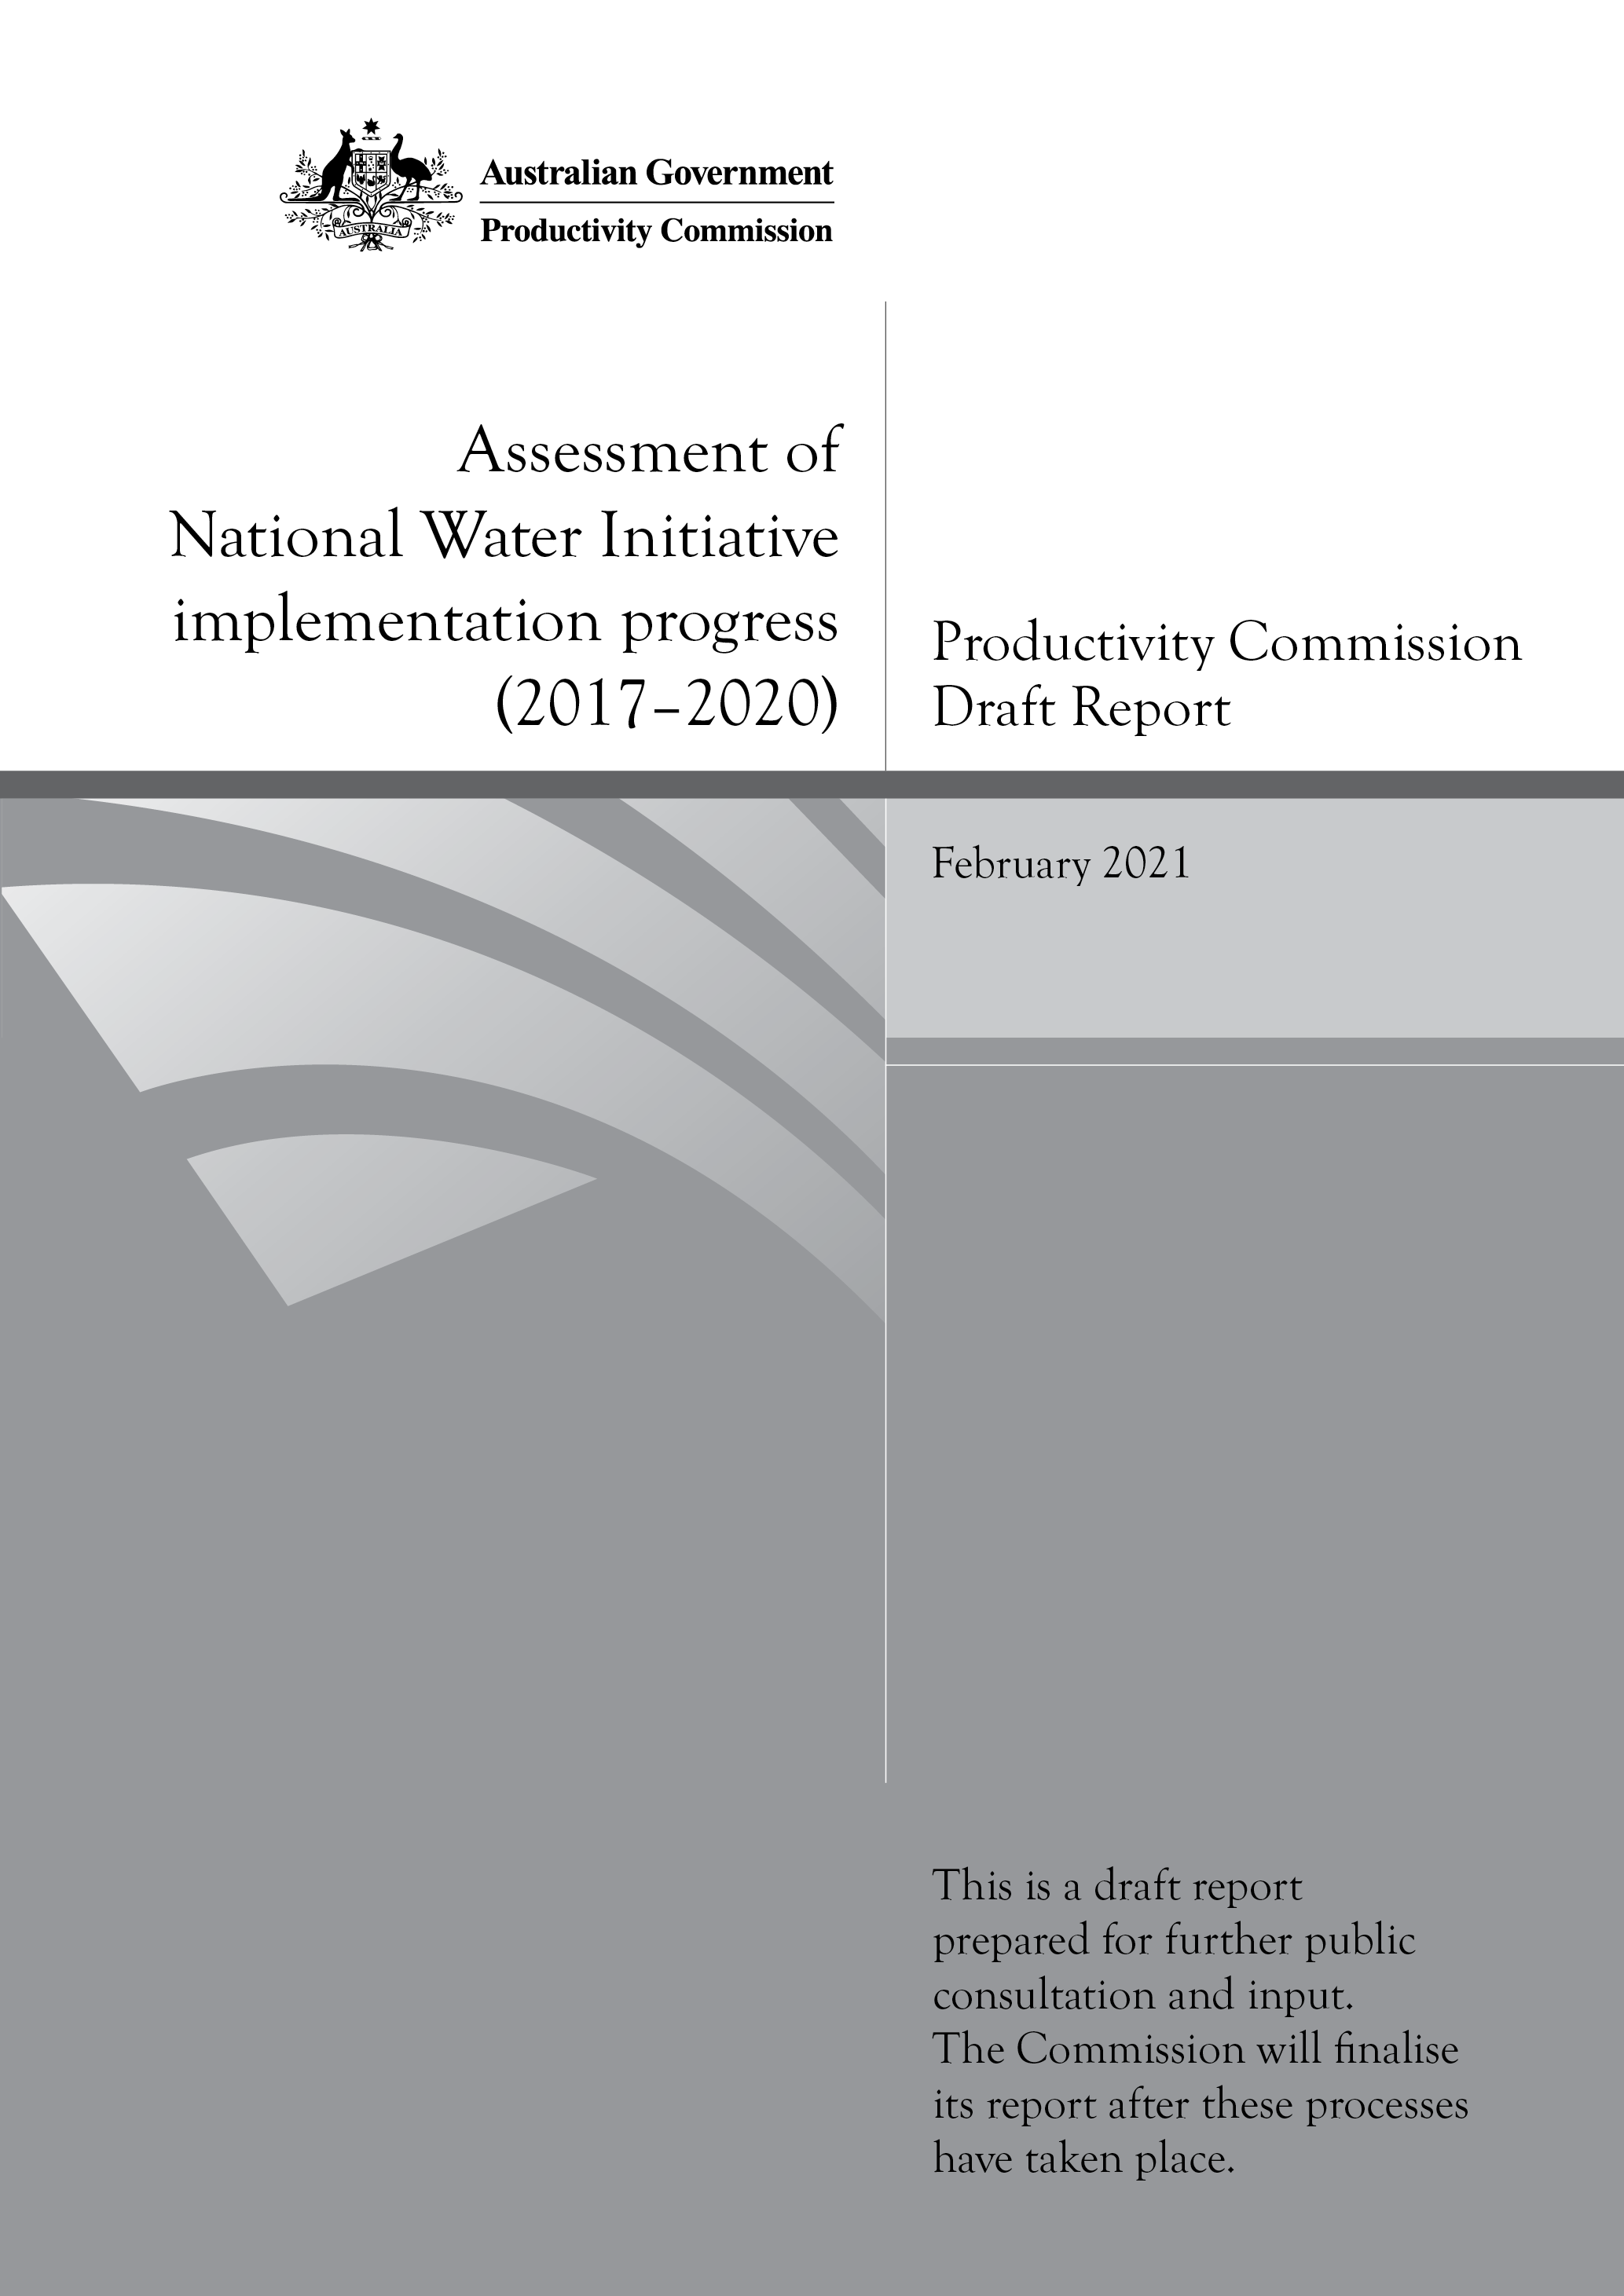 AUSTRALIA
Australian Government
Productivity Commission
Assessment of
National Water Initiative
implementation progress
(2017–2020)
Productivity Commission
Draft Report
February 2021
This is a draft report
prepared for further public
consultation and input.
The Commission will finalise
its report after these processes
have taken place.